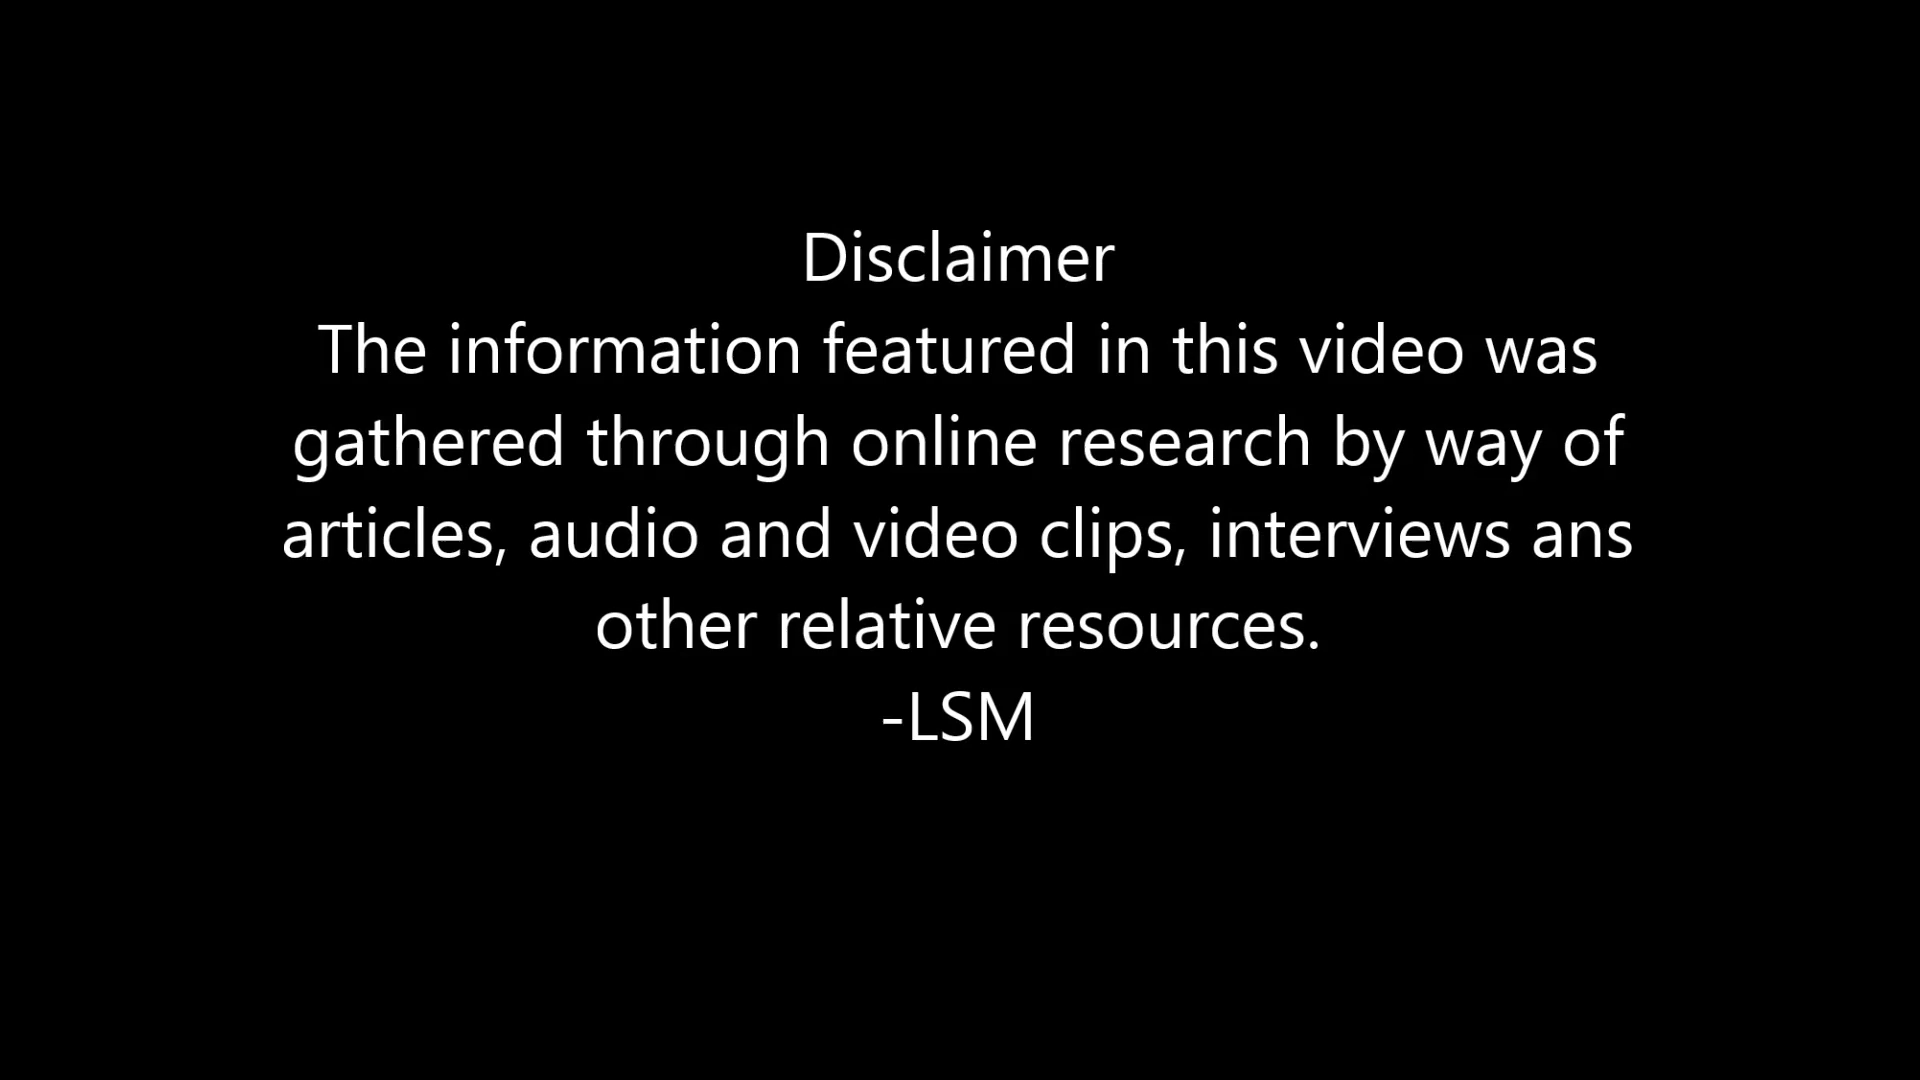 Disclaimer
The information featured in this video was
gathered through online research by way of
articles, audio and video clips, interviews ans
other relative resources.
-LSM